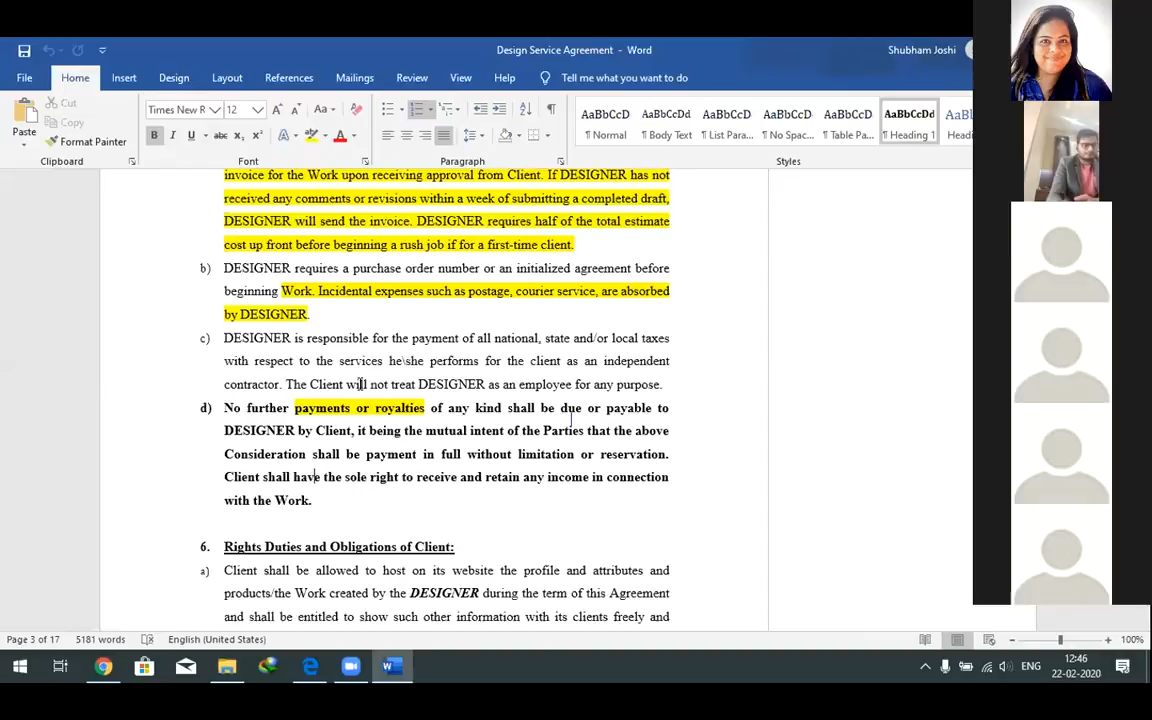 Design Service Agreement - Word
Shubham Joshi
File Home Insert Design Layout References Mailings Review View Help Tell me what you want to do
Paste
Cut
Copy
Format Painter
Times New R 12
Clipboard
Font
Paragraph
AaBbCcD AaBbCcDd AaBbCcD AaBbCcD AaBbCcD AaBbCcDd AaBbCcD
¶ Normal ¶ Body Text ¶ List Para... ¶ No Spac... ¶ Table Pa... ¶ Heading 1 Headi
Styles
invoice for the Work upon receiving approval from Client. If DESIGNER has not
received any comments or revisions within a week of submitting a completed draft,
DESIGNER will send the invoice. DESIGNER requires half of the total estimate
cost up front before beginning a rush job if for a first-time client.
b) DESIGNER requires a purchase order number or an initialized agreement before
beginning Work. Incidental expenses such as postage, courier service, are absorbed
by DESIGNER.
c) DESIGNER is responsible for the payment of all national, state and/or local taxes
with respect to the services he\she performs for the client as an independent
contractor. The Client will not treat DESIGNER as an employee for any purpose.
d) No further payments or royalties of any kind shall be due or payable to
DESIGNER by Client, it being the mutual intent of the Parties that the above
Consideration shall be payment in full without limitation or reservation.
Client shall have the sole right to receive and retain any income in connection
with the Work.
6. Rights Duties and Obligations of Client:
a) Client shall be allowed to host on its website the profile and attributes and
products/the Work created by the DESIGNER during the term of this Agreement
and shall be entitled to show such other information with its clients freely and
Page 3 of 17 5181 words English (United States) 100%
ENG
12:46
22-02-2020